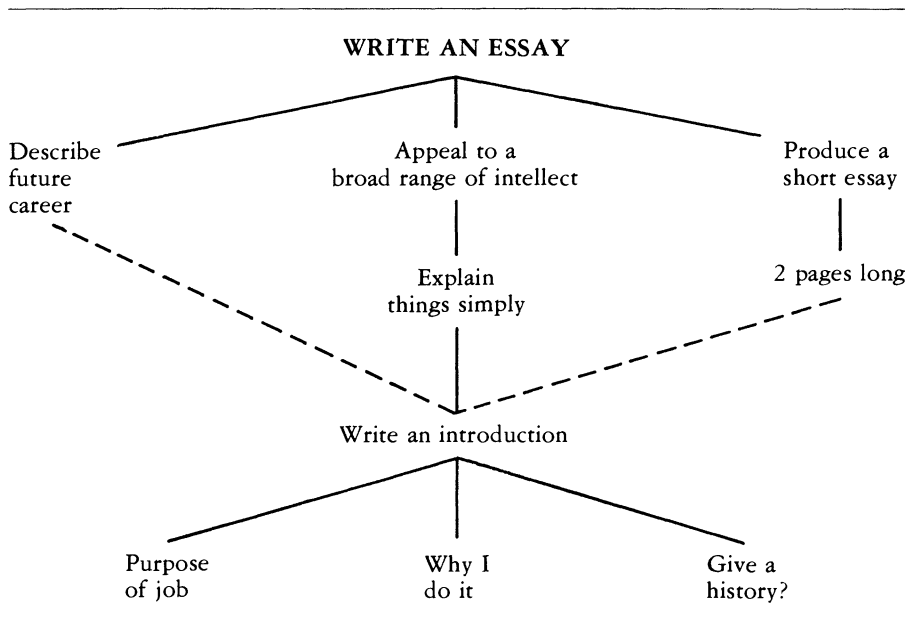 WRITE AN ESSAY
Describe
future
career
Appeal to a
broad range of intellect
Produce a
short essay
Explain
things simply
2 pages long
Write an introduction
Purpose
of job
Why I
do it
Give a
history?